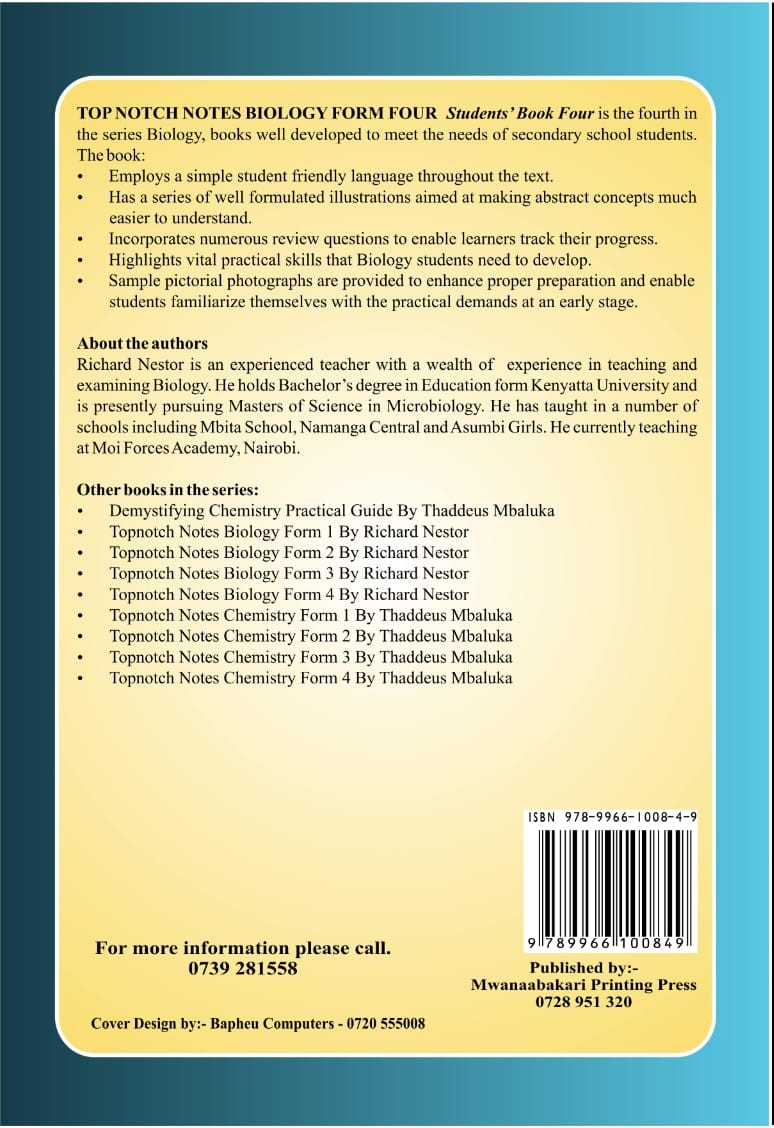 TOP NOTCH NOTES BIOLOGY FORM FOUR Students' Book Four is the fourth in
the series Biology, books well developed to meet the needs of secondary school students.
The book:
• Employs a simple student friendly language throughout the text.
• Has a series of well formulated illustrations aimed at making abstract concepts much
easier to understand.
• Incorporates numerous review questions to enable learners track their progress.
• Highlights vital practical skills that Biology students need to develop.
• Sample pictorial photographs are provided to enhance proper preparation and enable
students familiarize themselves with the practical demands at an early stage.
About the authors
Richard Nestor is an experienced teacher with a wealth of experience in teaching and
examining Biology. He holds Bachelor's degree in Education form Kenyatta University and
is presently pursuing Masters of Science in Microbiology. He has taught in a number of
schools including Mbita School, Namanga Central and Asumbi Girls. He currently teaching
at Moi Forces Academy, Nairobi.
Other books in the series:
• Demystifying Chemistry Practical Guide By Thaddeus Mbaluka
• Topnotch Notes Biology Form 1 By Richard Nestor
• Topnotch Notes Biology Form 2 By Richard Nestor
• Topnotch Notes Biology Form 3 By Richard Nestor
• Topnotch Notes Biology Form 4 By Richard Nestor
• Topnotch Notes Chemistry Form 1 By Thaddeus Mbaluka
• Topnotch Notes Chemistry Form 2 By Thaddeus Mbaluka
• Topnotch Notes Chemistry Form 3 By Thaddeus Mbaluka
• Topnotch Notes Chemistry Form 4 By Thaddeus Mbaluka
ISBN 978-9966-1008-4-9
9 789966 100849
For more information please call.
0739 281558
Published by:-
Mwanaabakari Printing Press
0728 951 320
Cover Design by:- Bapheu Computers - 0720 555008